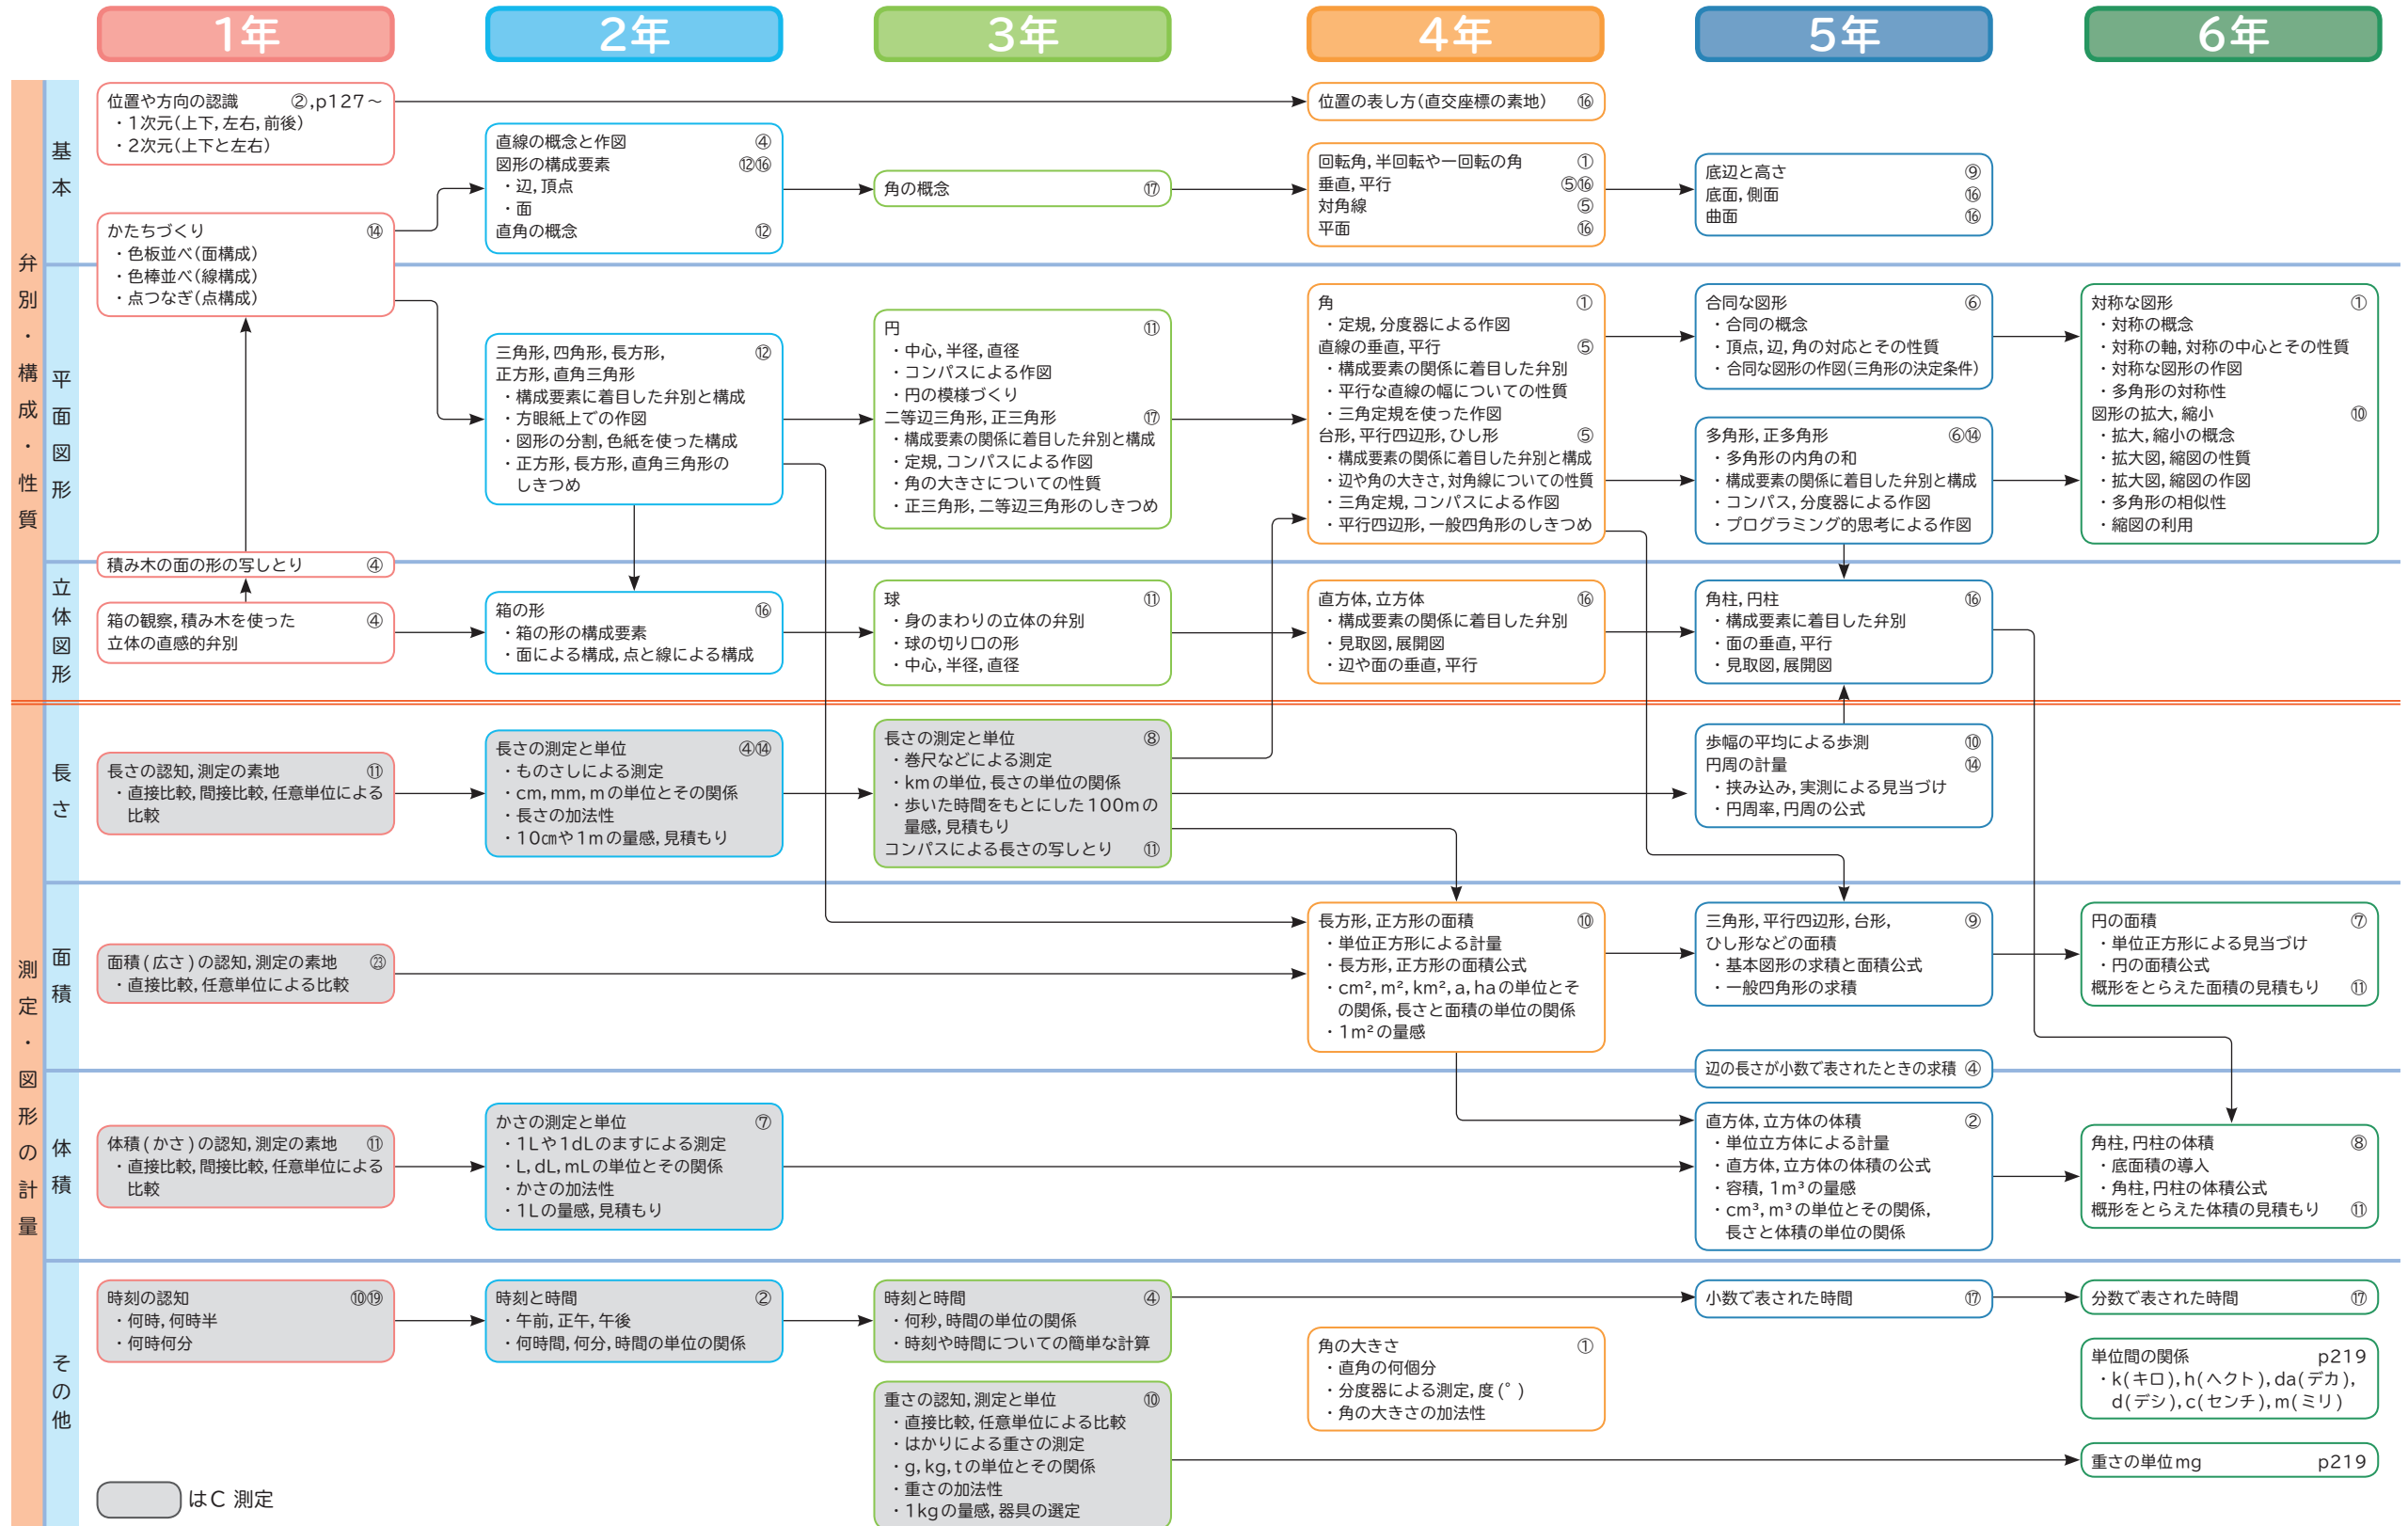 1年
2年
3年
4年
5年
6年
弁別・構成・性質
基本
位置や方向の認識 ②,p127～
・1次元(上下,左右,前後)
・2次元(上下と左右)
かたちづくり ⑭
・色板並べ(面構成)
・色棒並べ(線構成)
・点つなぎ(点構成)
直線の概念と作図 ④
図形の構成要素 ⑫⑯
・辺,頂点
・面
直角の概念 ⑫
角の概念 ⑰
位置の表し方(直交座標の素地) ⑯
回転角,半回転や一回転の角 ①
垂直,平行 ⑤⑯
対角線 ⑤
平面 ⑯
底辺と高さ ⑨
底面,側面 ⑯
曲面 ⑯
平面図形
三角形,四角形,長方形, ⑫
正方形,直角三角形
・構成要素に着目した弁別と構成
・方眼紙上での作図
・図形の分割,色紙を使った構成
・正方形,長方形,直角三角形の
しきつめ
円 ⑪
・中心,半径,直径
・コンパスによる作図
・円の模様づくり
二等辺三角形,正三角形 ⑰
・構成要素の関係に着目した弁別と構成
・定規,コンパスによる作図
・角の大きさについての性質
・正三角形,二等辺三角形のしきつめ
角 ①
・定規,分度器による作図
直線の垂直,平行 ⑤
・構成要素の関係に着目した弁別
・平行な直線の幅についての性質
・三角定規を使った作図
台形,平行四辺形,ひし形 ⑤
・構成要素の関係に着目した弁別と構成
・辺や角の大きさ,対角線についての性質
・三角定規,コンパスによる作図
・平行四辺形,一般四角形のしきつめ
合同な図形 ⑥
・合同の概念
・頂点,辺,角の対応とその性質
・合同な図形の作図(三角形の決定条件)
多角形,正多角形 ⑥⑭
・多角形の内角の和
・構成要素の関係に着目した弁別と構成
・コンパス,分度器による作図
・プログラミング的思考による作図
対称な図形 ①
・対称の概念
・対称の軸,対称の中心とその性質
・対称な図形の作図
・多角形の対称性
図形の拡大,縮小 ⑩
・拡大,縮小の概念
・拡大図,縮図の性質
・拡大図,縮図の作図
・多角形の相似性
・縮図の利用
立体図形
積み木の面の形の写しとり ④
箱の観察,積み木を使った ④
立体の直感的弁別
箱の形 ⑯
・箱の形の構成要素
・面による構成,点と線による構成
球 ⑪
・身のまわりの立体の弁別
・球の切り口の形
・中心,半径,直径
直方体,立方体 ⑯
・構成要素の関係に着目した弁別
・見取図,展開図
・辺や面の垂直,平行
角柱,円柱 ⑯
・構成要素に着目した弁別
・面の垂直,平行
・見取図,展開図
測定・図形の計量
長さ
長さの認知,測定の素地 ⑪
・直接比較,間接比較,任意単位による
比較
長さの測定と単位 ④⑭
・ものさしによる測定
・cm,mm,mの単位とその関係
・長さの加法性
・10㎝や1mの量感,見積もり
長さの測定と単位 ⑧
・巻尺などによる測定
・kmの単位,長さの単位の関係
・歩いた時間をもとにした100mの
量感,見積もり
コンパスによる長さの写しとり ⑪
歩幅の平均による歩測 ⑩
円周の計量 ⑭
・挟み込み,実測による見当づけ
・円周率,円周の公式
面積
面積(広さ)の認知,測定の素地 ㉓
・直接比較,任意単位による比較
長方形,正方形の面積 ⑩
・単位正方形による計量
・長方形,正方形の面積公式
・cm²,m²,km²,a,haの単位とそ
の関係,長さと面積の単位の関係
・1m²の量感
三角形,平行四辺形,台形, ⑨
ひし形などの面積
・基本図形の求積と面積公式
・一般四角形の求積
円の面積 ⑦
・単位正方形による見当づけ
・円の面積公式
概形をとらえた面積の見積もり ⑪
辺の長さが小数で表されたときの求積 ④
体積
体積(かさ)の認知,測定の素地 ⑪
・直接比較,間接比較,任意単位による
比較
かさの測定と単位 ⑦
・1Lや1dLのますによる測定
・L,dL,mLの単位とその関係
・かさの加法性
・1Lの量感,見積もり
直方体,立方体の体積 ②
・単位立方体による計量
・直方体,立方体の体積の公式
・容積,1m³の量感
・cm³,m³の単位とその関係,
長さと体積の単位の関係
角柱,円柱の体積 ⑧
・底面積の導入
・角柱,円柱の体積公式
概形をとらえた体積の見積もり ⑪
その他
時刻の認知 ⑩⑲
・何時,何時半
・何時何分
時刻と時間 ②
・午前,正午,午後
・何時間,何分,時間の単位の関係
時刻と時間 ④
・何秒,時間の単位の関係
・時刻や時間についての簡単な計算
重さの認知,測定と単位 ⑩
・直接比較,任意単位による比較
・はかりによる重さの測定
・g,kg,tの単位とその関係
・重さの加法性
・1kgの量感,器具の選定
角の大きさ ①
・直角の何個分
・分度器による測定,度(°)
・角の大きさの加法性
小数で表された時間 ⑰
分数で表された時間 ⑰
単位間の関係 p219
・k(キロ),h(ヘクト),da(デカ),
d(デシ),c(センチ),m(ミリ)
重さの単位mg p219
はC 測定